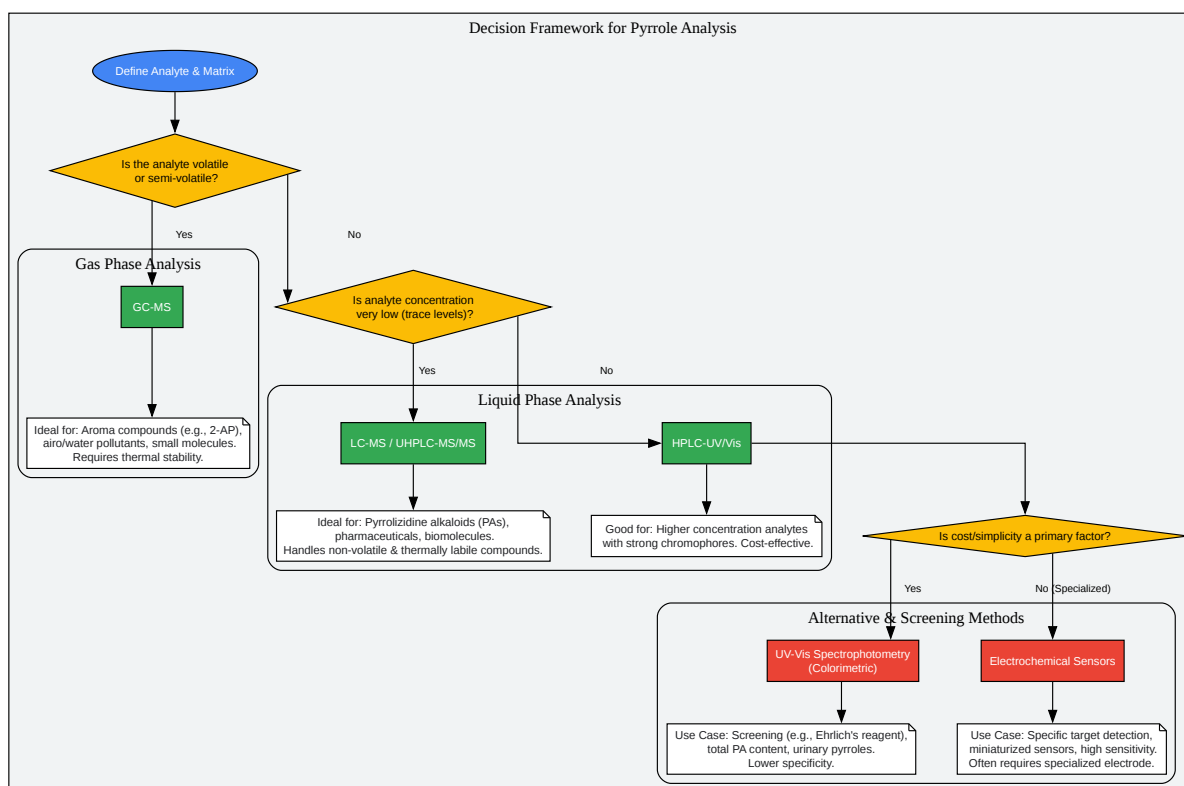 Decision Framework for Pyrrole Analysis
Define Analyte & Matrix
Is the analyte volatile
or semi-volatile?
Yes
No
Gas Phase Analysis
GC-MS
Ideal for: Aroma compounds (e.g., 2-AP),
airo/water pollutants, small molecules.
Requires thermal stability.
Is analyte concentration
very low (trace levels)?
Yes
No
Liquid Phase Analysis
LC-MS / UHPLC-MS/MS
HPLC-UV/Vis
Ideal for: Pyrrolizidine alkaloids (PAs),
pharmaceuticals, biomolecules.
Handles non-volatile & thermally labile compounds.
Good for: Higher concentration analytes
with strong chromophores. Cost-effective.
Is cost/simplicity a primary factor?
Yes
No (Specialized)
Alternative & Screening Methods
UV-Vis Spectrophotometry
(Colorimetric)
Electrochemical Sensors
Use Case: Screening (e.g., Ehrlich's reagent),
total PA content, urinary pyrroles.
Lower specificity.
Use Case: Specific target detection,
miniaturized sensors, high sensitivity.
Often requires specialized electrode.